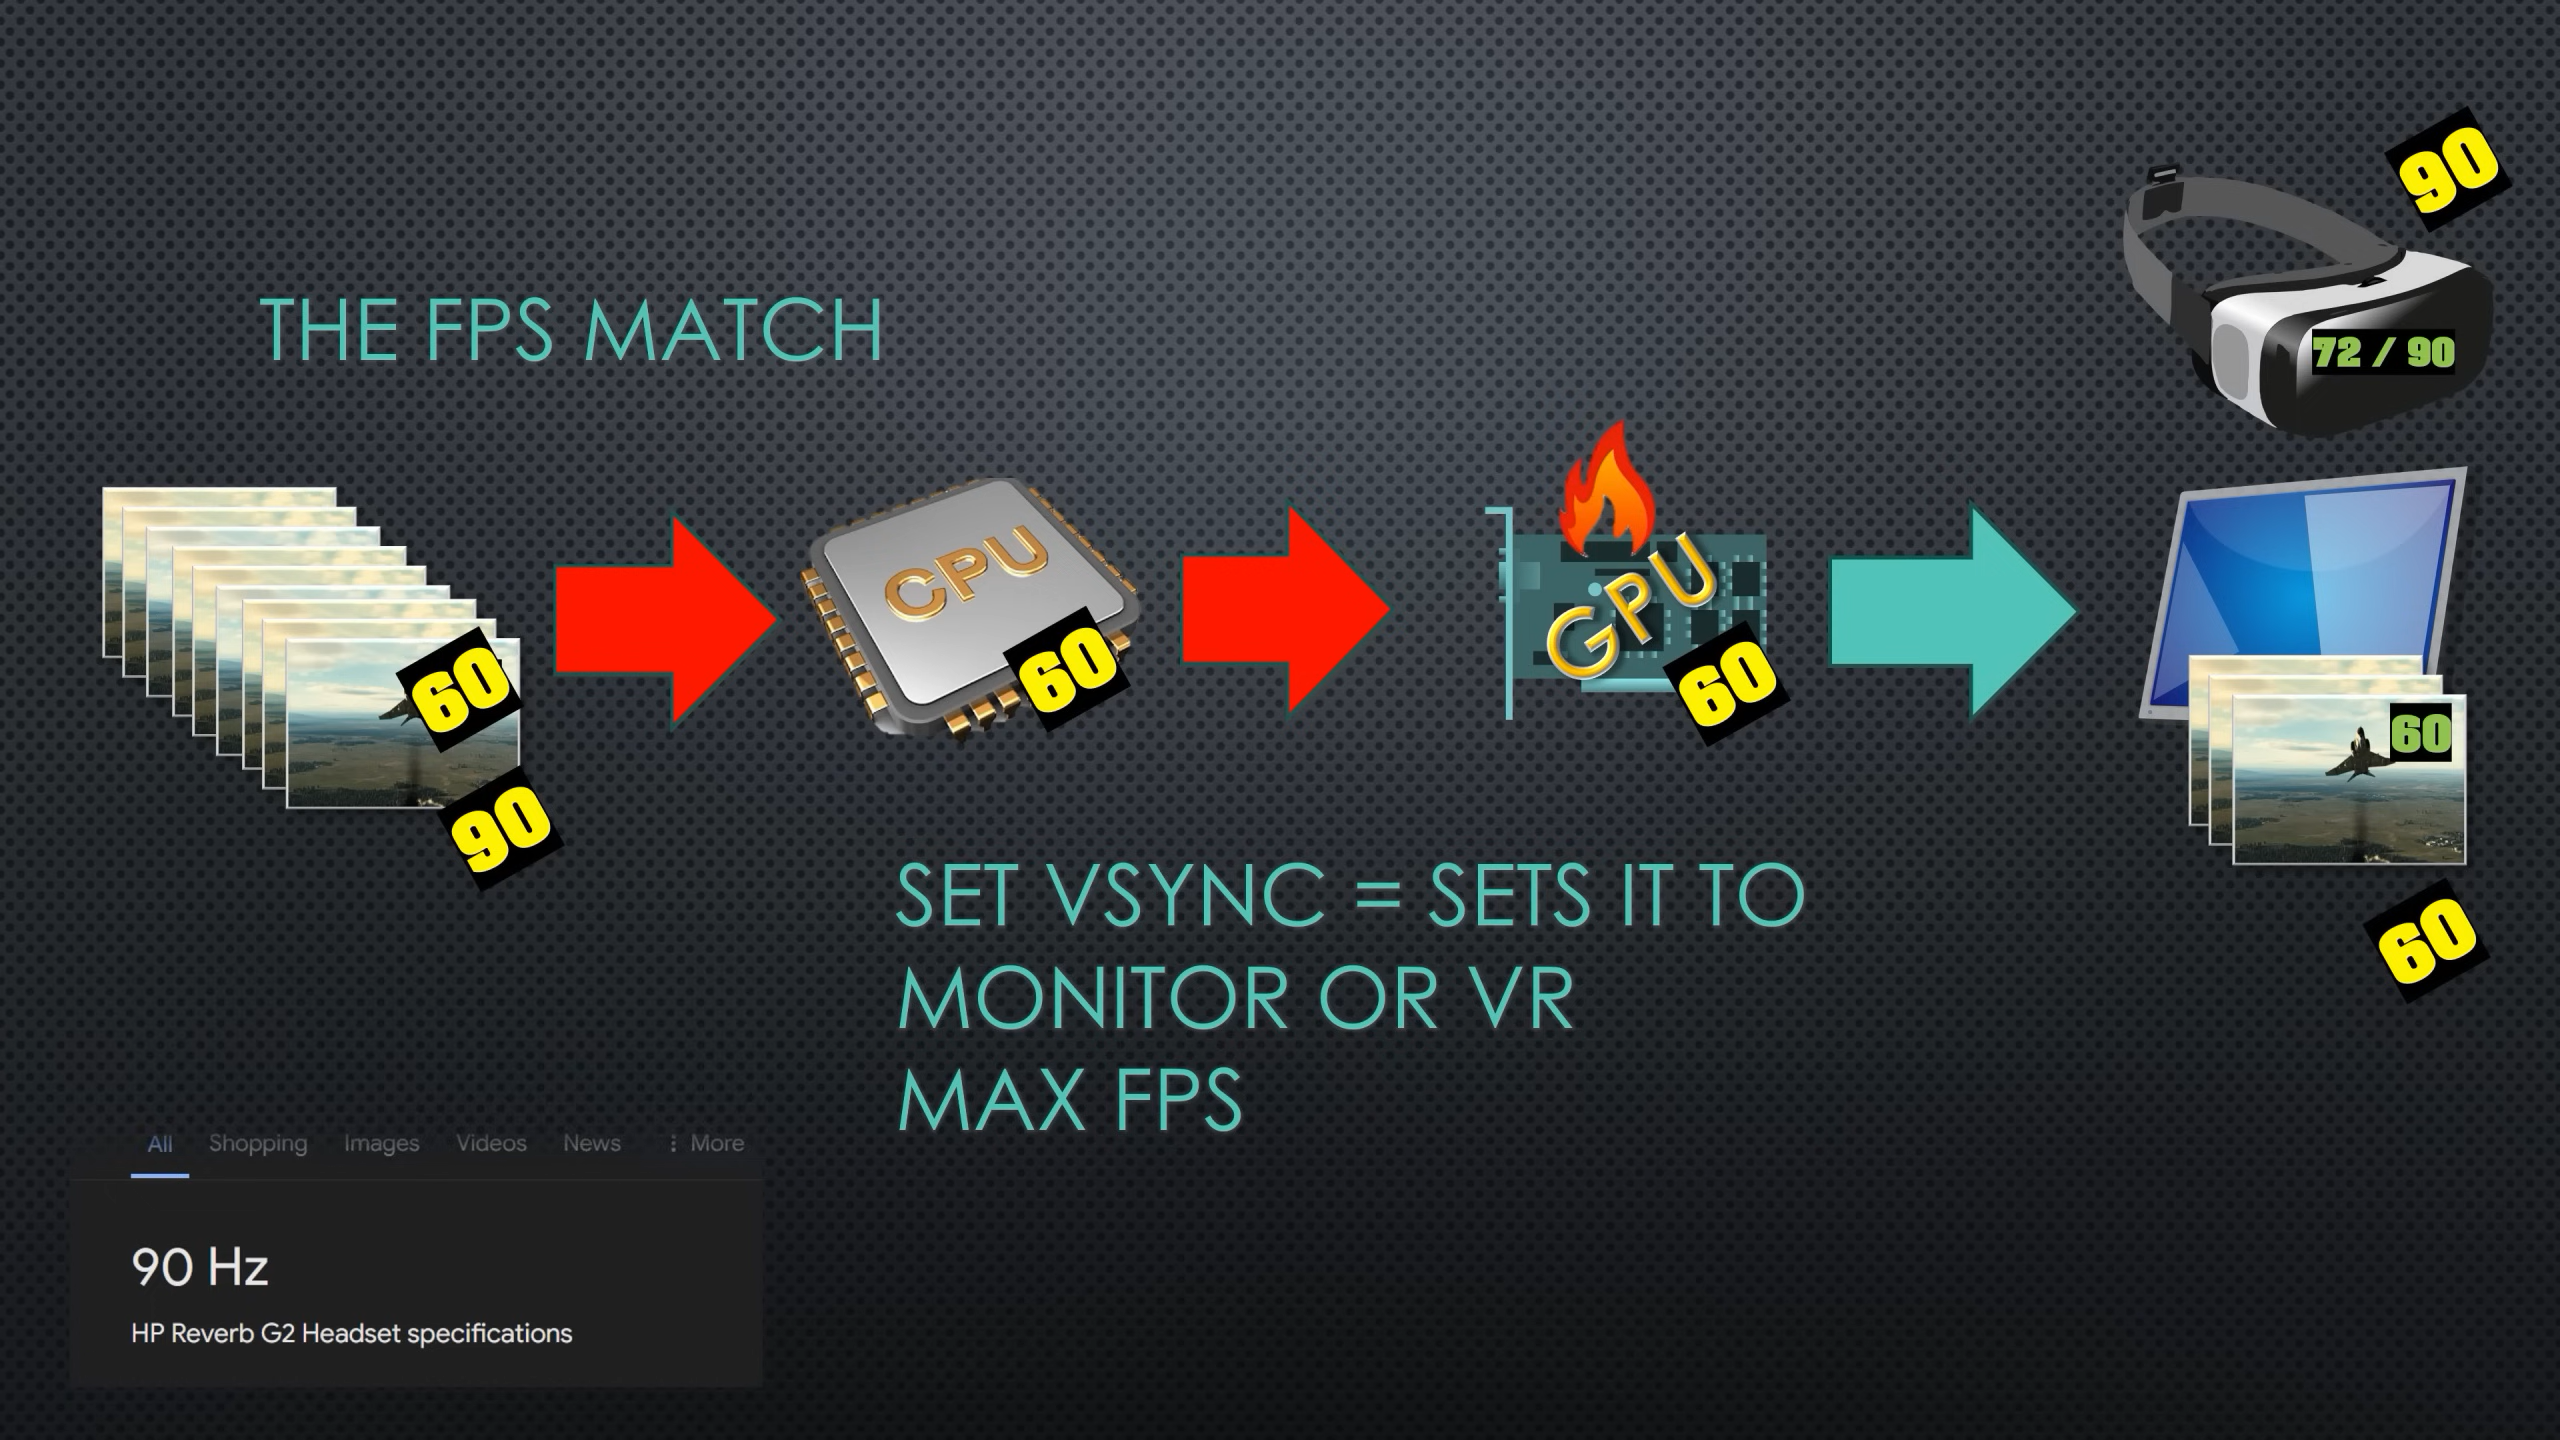 90
72 / 90
THE FPS MATCH
CPU
GPU
60
60
60
60
90
SET VSYNC = SETS IT TO
MONITOR OR VR
MAX FPS
60
All Shopping Images Videos News ⋮ More
90 Hz
HP Reverb G2 Headset specifications